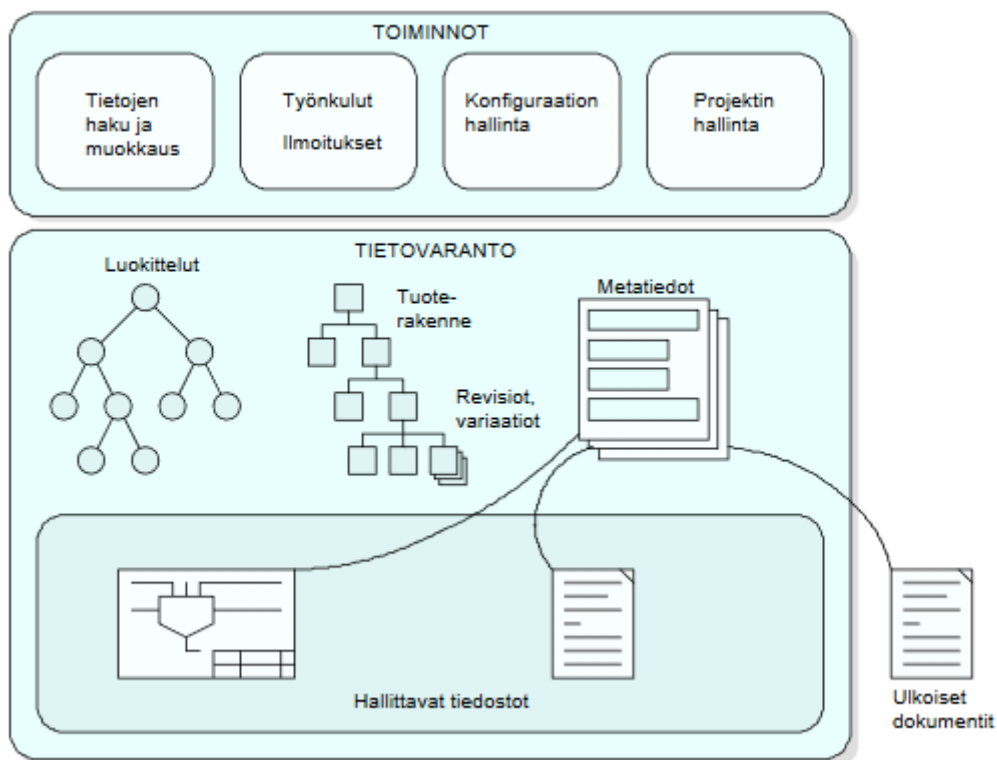 TOIMINNOT
Tietojen
haku ja
muokkaus
Työnkulut
Ilmoitukset
Konfiguraation
hallinta
Projektin
hallinta
TIETOVARANTO
Luokittelut
Tuote-
rakenne
Revisiot,
variaatiot
Metatiedot
Hallittavat tiedostot
Ulkoiset
dokumentit